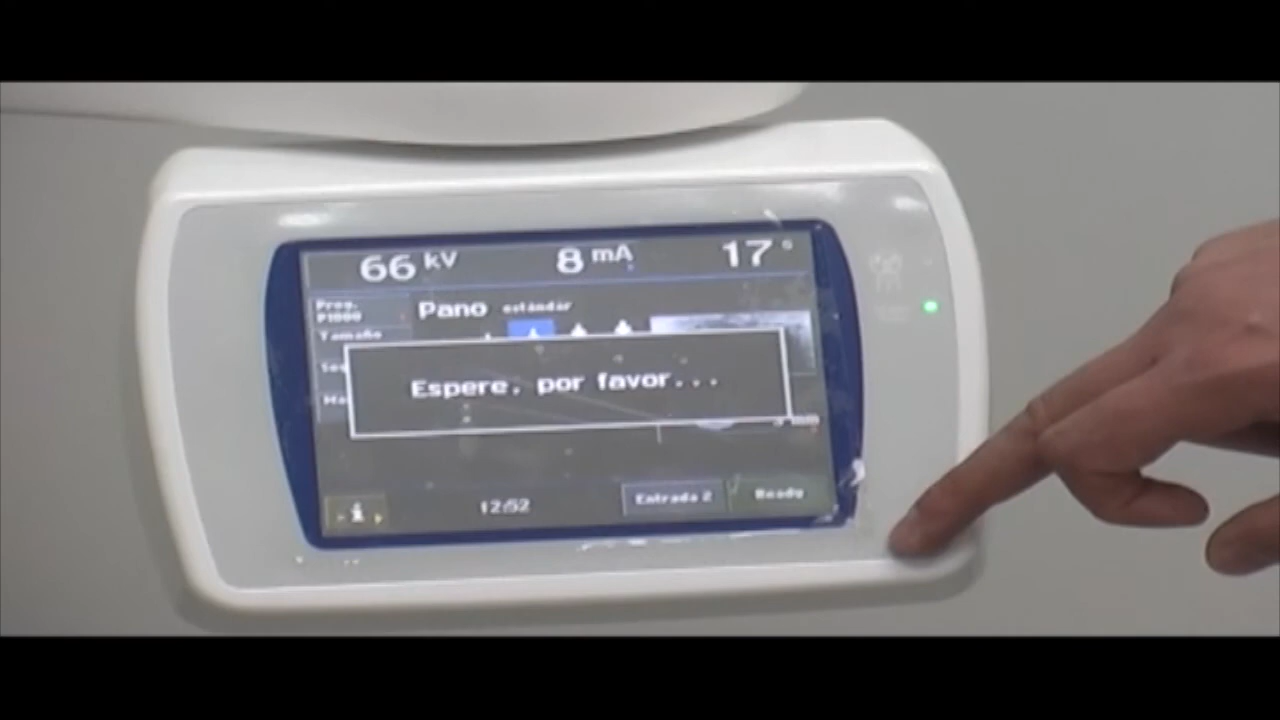 66 kV 8 mA 17 s
Prog.
P1000
Pano estándar
Tamaño
Espere, por favor...
12:52
Entrada 2
Ready